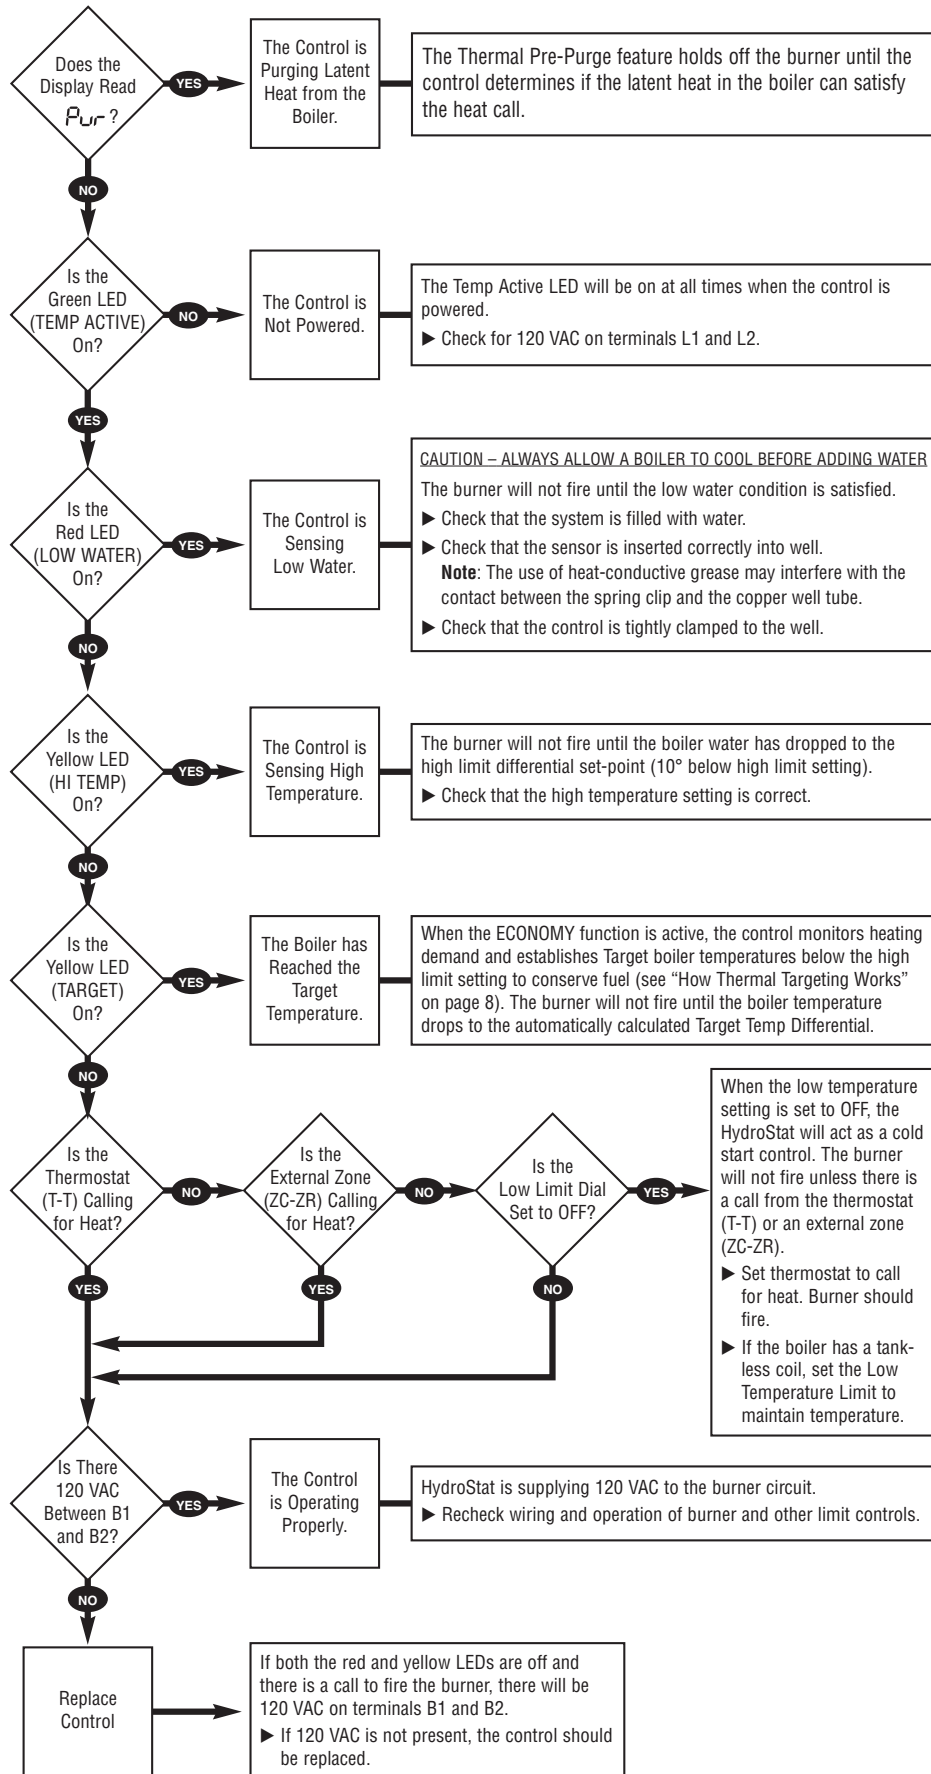 Does the
Display Read
Pur ?
YES
The Control is
Purging Latent
Heat from the
Boiler.
The Thermal Pre-Purge feature holds off the burner until the
control determines if the latent heat in the boiler can satisfy
the heat call.
NO
Is the
Green LED
(TEMP ACTIVE)
On?
NO
The Control is
Not Powered.
The Temp Active LED will be on at all times when the control is
powered.
► Check for 120 VAC on terminals L1 and L2.
YES
Is the
Red LED
(LOW WATER)
On?
YES
The Control is
Sensing
Low Water.
CAUTION – ALWAYS ALLOW A BOILER TO COOL BEFORE ADDING WATER
The burner will not fire until the low water condition is satisfied.
► Check that the system is filled with water.
► Check that the sensor is inserted correctly into well.
Note: The use of heat-conductive grease may interfere with the
contact between the spring clip and the copper well tube.
► Check that the control is tightly clamped to the well.
NO
Is the
Yellow LED
(HI TEMP)
On?
YES
The Control is
Sensing High
Temperature.
The burner will not fire until the boiler water has dropped to the
high limit differential set-point (10° below high limit setting).
► Check that the high temperature setting is correct.
NO
Is the
Yellow LED
(TARGET)
On?
YES
The Boiler has
Reached the
Target
Temperature.
When the ECONOMY function is active, the control monitors heating
demand and establishes Target boiler temperatures below the high
limit setting to conserve fuel (see “How Thermal Targeting Works”
on page 8). The burner will not fire until the boiler temperature
drops to the automatically calculated Target Temp Differential.
NO
Is the
Thermostat
(T-T) Calling
for Heat?
NO
Is the
External Zone
(ZC-ZR) Calling
for Heat?
NO
Is the
Low Limit Dial
Set to OFF?
YES
When the low temperature
setting is set to OFF, the
HydroStat will act as a cold
start control. The burner
will not fire unless there is
a call from the thermostat
(T-T) or an external zone
(ZC-ZR).
► Set thermostat to call
for heat. Burner should
fire.
► If the boiler has a tank-
less coil, set the Low
Temperature Limit to
maintain temperature.
YES
YES
NO
Is There
120 VAC
Between B1
and B2?
YES
The Control
is Operating
Properly.
HydroStat is supplying 120 VAC to the burner circuit.
► Recheck wiring and operation of burner and other limit controls.
NO
Replace
Control
If both the red and yellow LEDs are off and
there is a call to fire the burner, there will be
120 VAC on terminals B1 and B2.
► If 120 VAC is not present, the control should
be replaced.